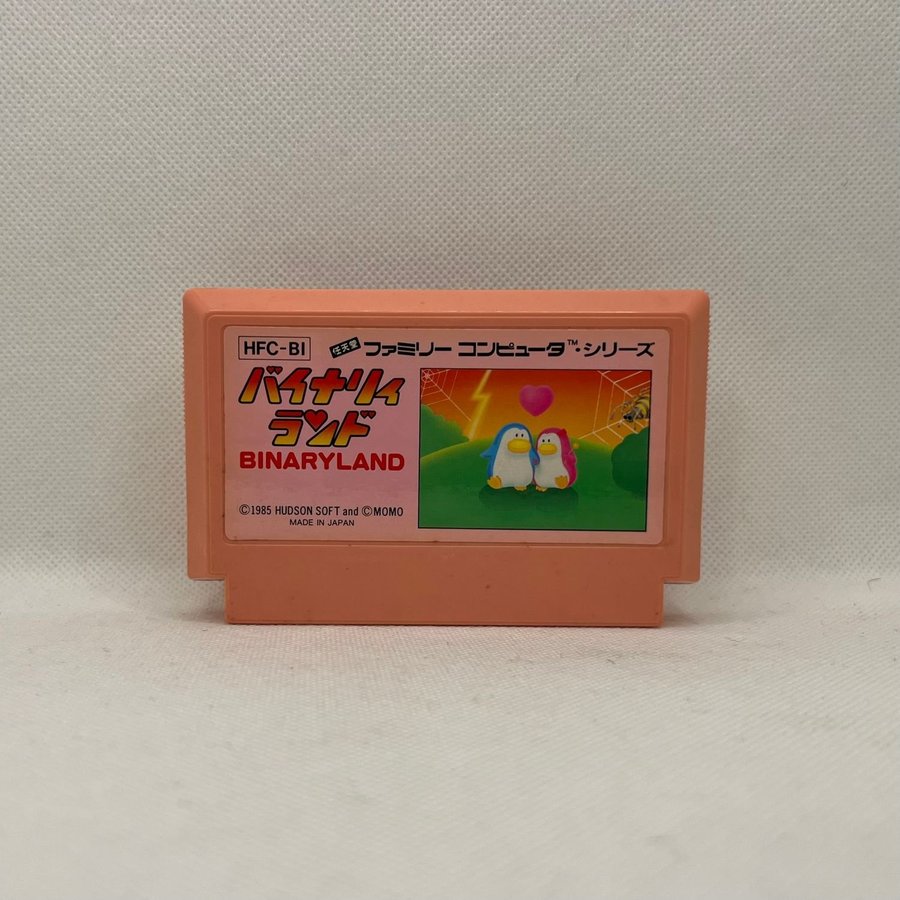 HFC-BI 任天堂 ファミリー コンピュータ™・シリーズ
バイナリィ
ランド
BINARYLAND
©1985 HUDSON SOFT and ©MOMO
MADE IN JAPAN